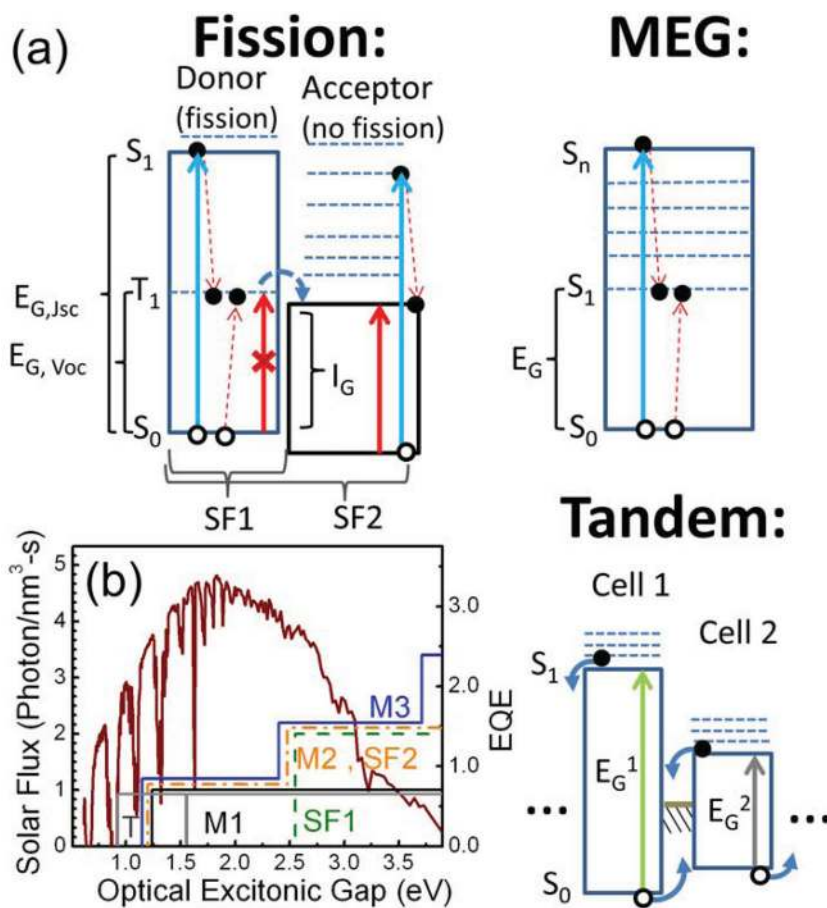 (a)
Fission:
MEG:
Donor
(fission)
Acceptor
(no fission)
S1
T1
S0
EG,Jsc
EG, Voc
IG
SF1
SF2
Sn
S1
EG
S0
(b)
Solar Flux (Photon/nm³-s)
5
4
3
2
1
0
3.0
2.0
1.0
0.0
EQE
M3
M2 , SF2
T
M1
SF1
1.0 1.5 2.0 2.5 3.0 3.5
Optical Excitonic Gap (eV)
Tandem:
Cell 1
Cell 2
S1
EG1
EG2
S0
...
...